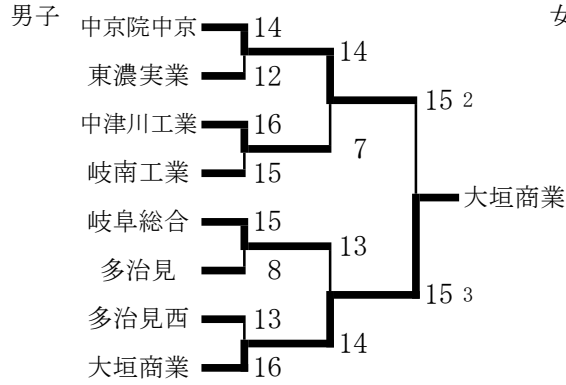 男子
中京院中京 14
東濃実業 12
14
中津川工業 16
岐南工業 15
7
15 2
岐阜総合 15
多治見 8
13
多治見西 13
大垣商業 16
14
15 3
大垣商業